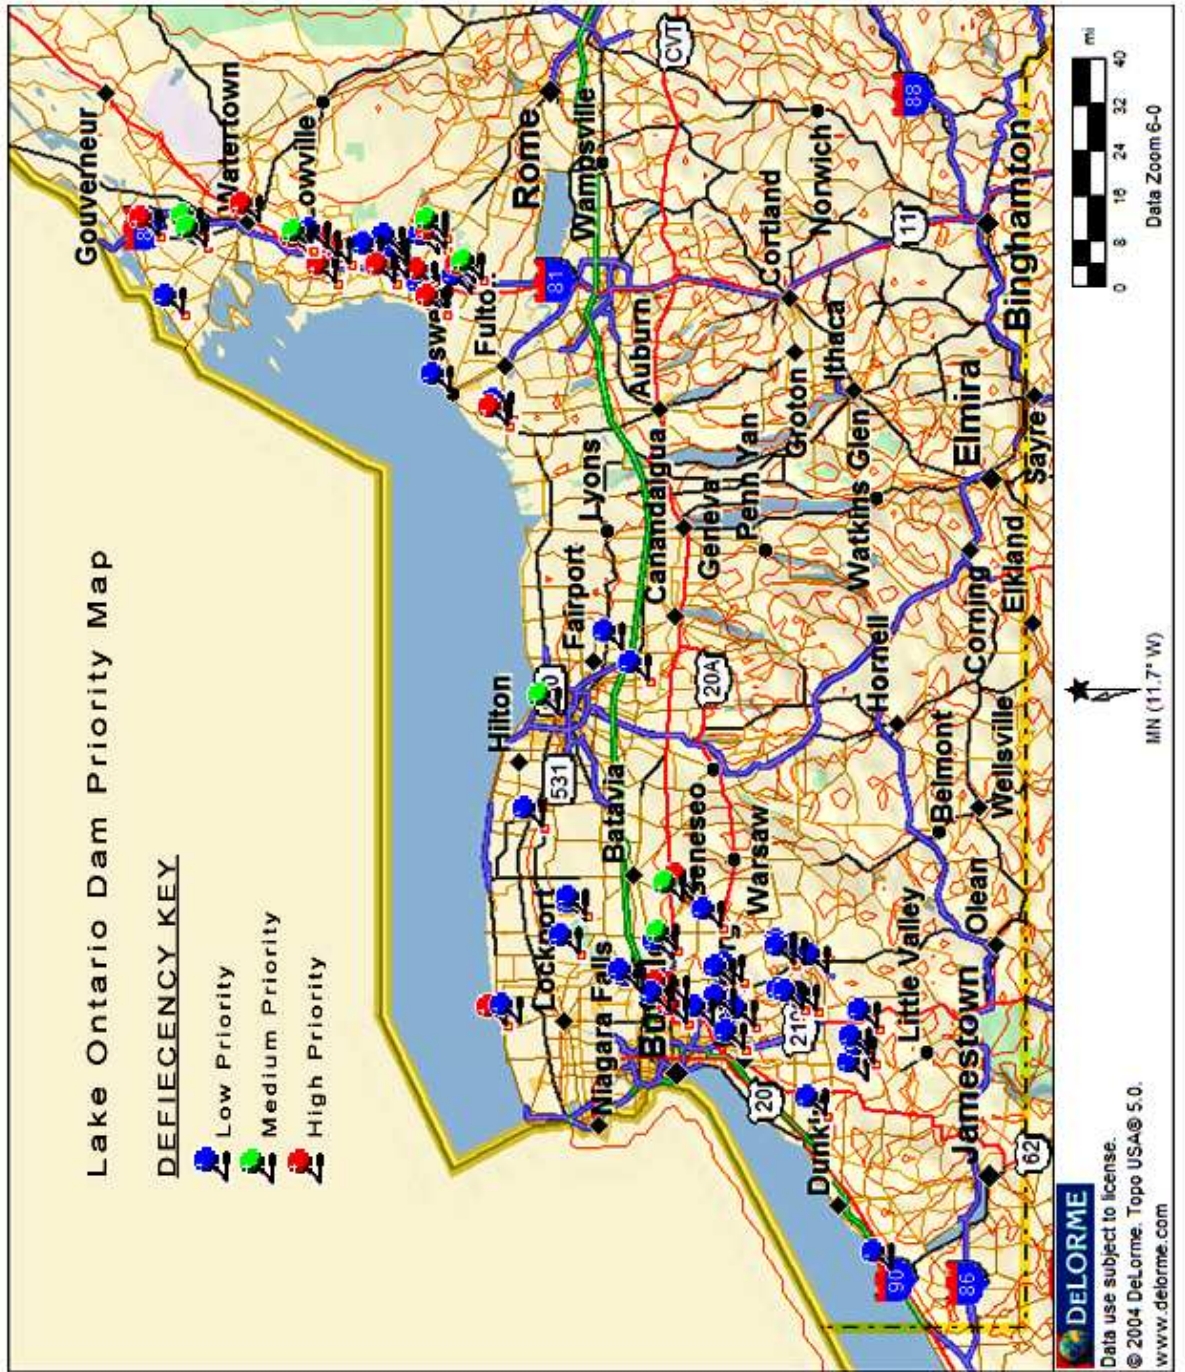 Lake Ontario Dam Priority Map
DEFIECENCY KEY
Low Priority
Medium Priority
High Priority
Gouverneur
Watertown
Lowville
Rome
Wampsville
Fulto
81
CVT
Norwich
Cortland
11
88
Binghamton
Auburn
Groton
Ithaca
Lyons
Canandaigua
Geneva
Penn Yan
Watkins Glen
Elmira
Sayre
Fairport
Hilton
531
20A
Hornell
Corning
Elkland
Batavia
Warsaw
Belmont
Wellsville
Niagara Falls
Little Valley
Olean
20
Jamestown
62
90
86
DeLORME
Data use subject to license.
© 2004 DeLorme. Topo USA® 5.0.
www.delorme.com
MN (11.7° W)
mi
0 8 16 24 32 40
Data Zoom 6-0